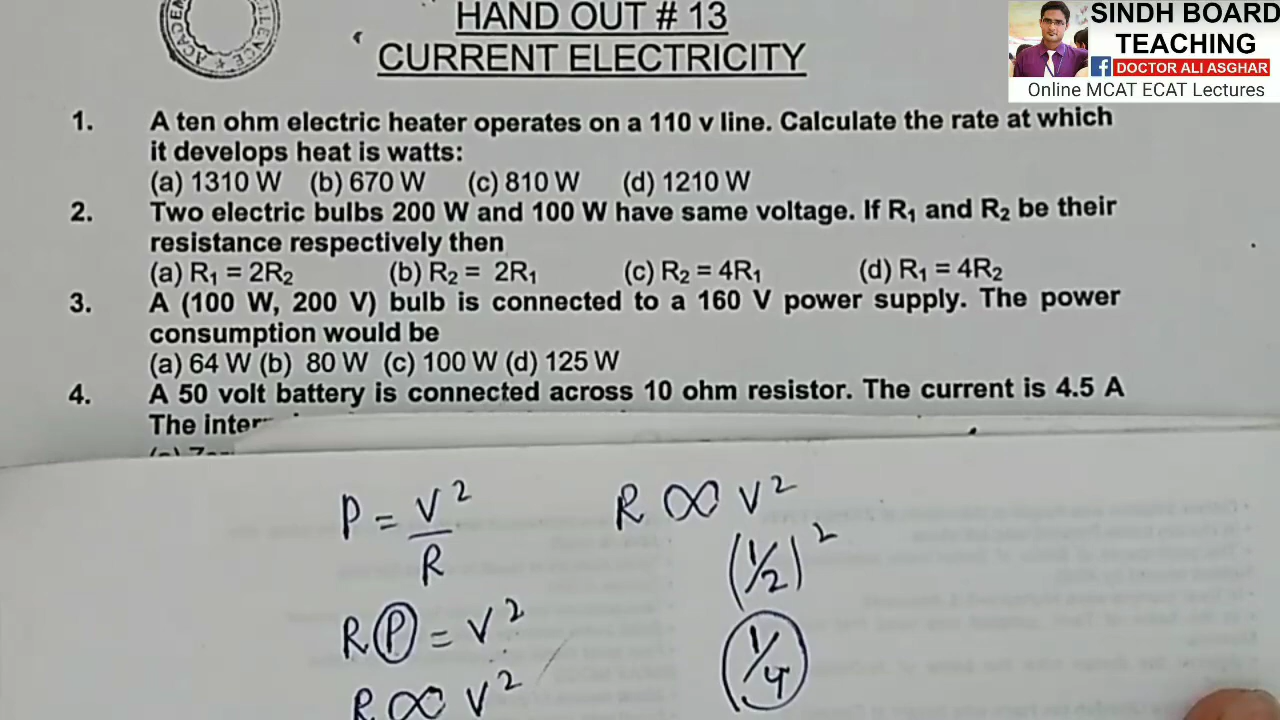 HAND OUT # 13
CURRENT ELECTRICITY
SINDH BOARD
TEACHING
f DOCTOR ALI ASGHAR
Online MCAT ECAT Lectures
1. A ten ohm electric heater operates on a 110 v line. Calculate the rate at which
it develops heat is watts:
(a) 1310 W (b) 670 W (c) 810 W (d) 1210 W
2. Two electric bulbs 200 W and 100 W have same voltage. If R₁ and R₂ be their
resistance respectively then
(a) R₁ = 2R₂ (b) R₂ = 2R₁ (c) R₂ = 4R₁ (d) R₁ = 4R₂
3. A (100 W, 200 V) bulb is connected to a 160 V power supply. The power
consumption would be
(a) 64 W (b) 80 W (c) 100 W (d) 125 W
4. A 50 volt battery is connected across 10 ohm resistor. The current is 4.5 A
The
P = V²/R
RP = V²
R ∝ V²
R ∝ V²
(1/2)²
1/4